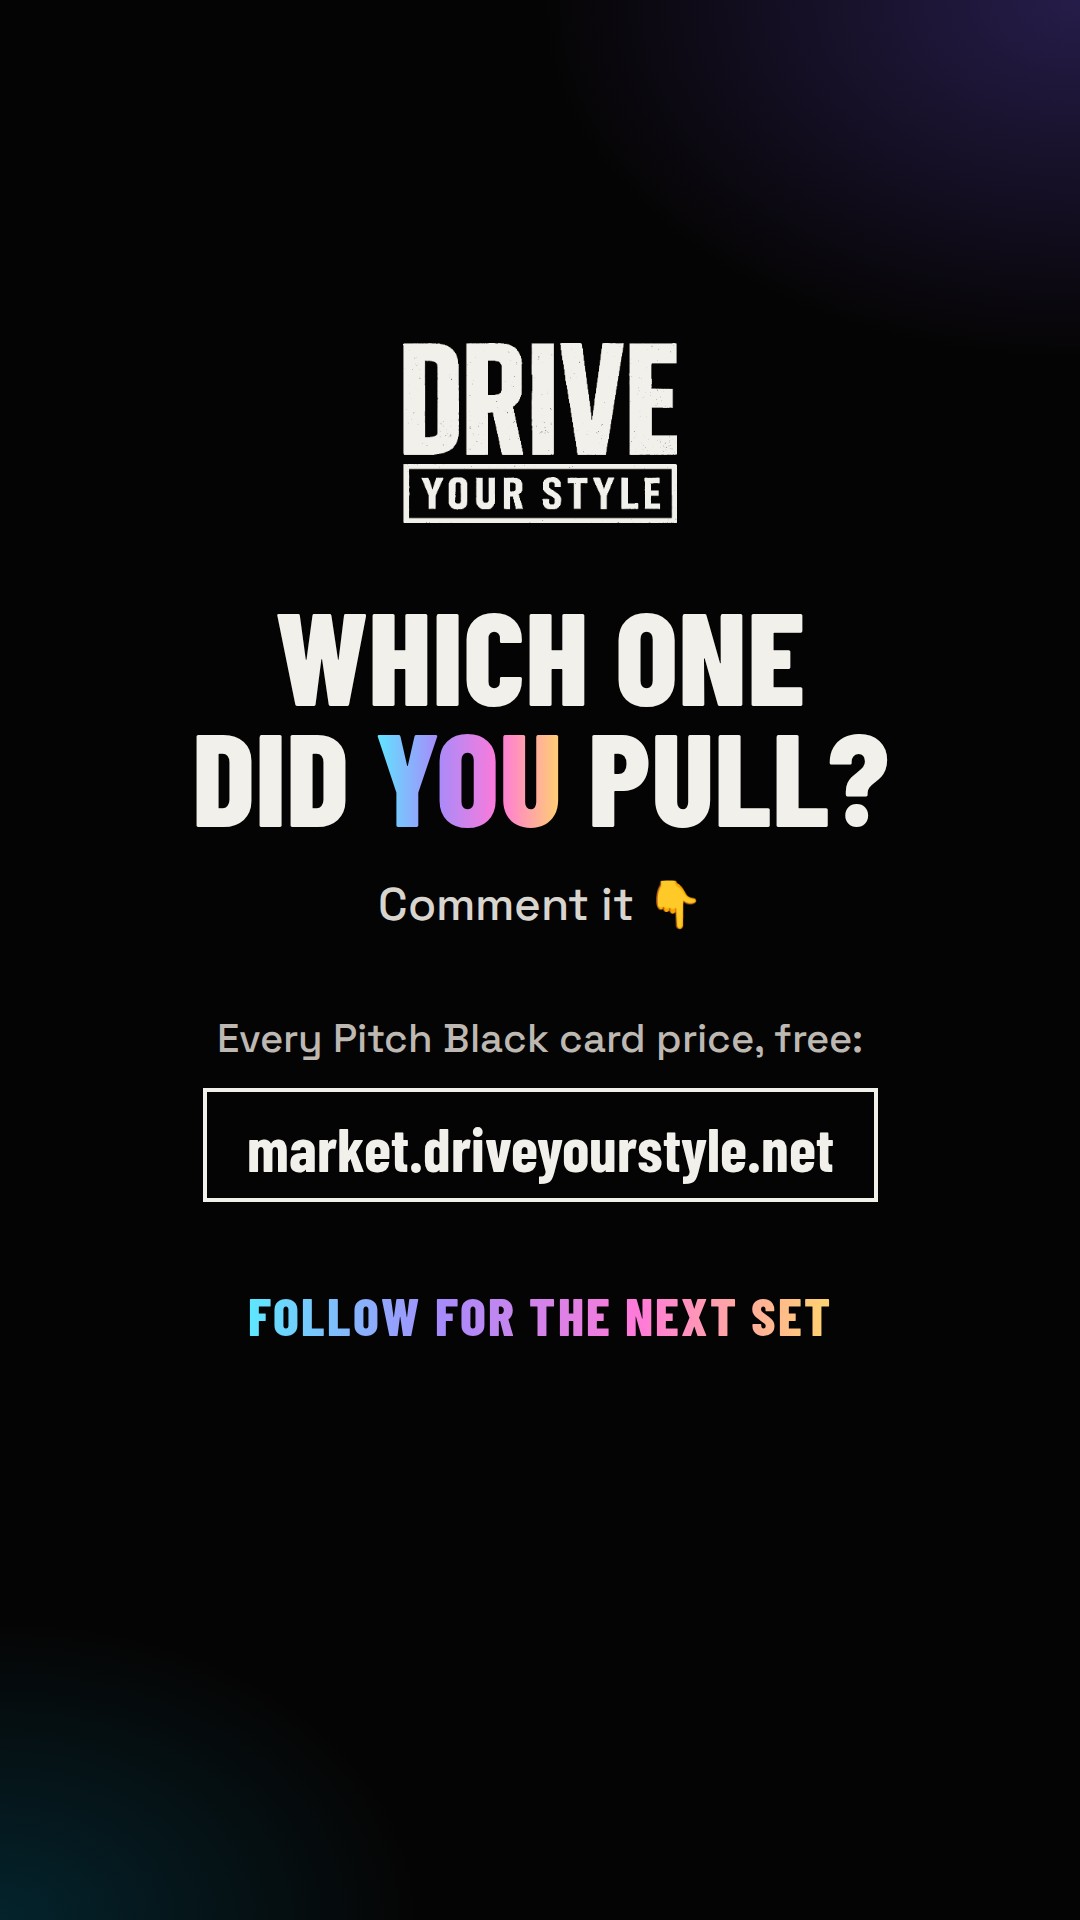 DRIVE
YOUR STYLE
WHICH ONE
DID YOU PULL?
Comment it 👇
Every Pitch Black card price, free:
market.driveyourstyle.net
FOLLOW FOR THE NEXT SET